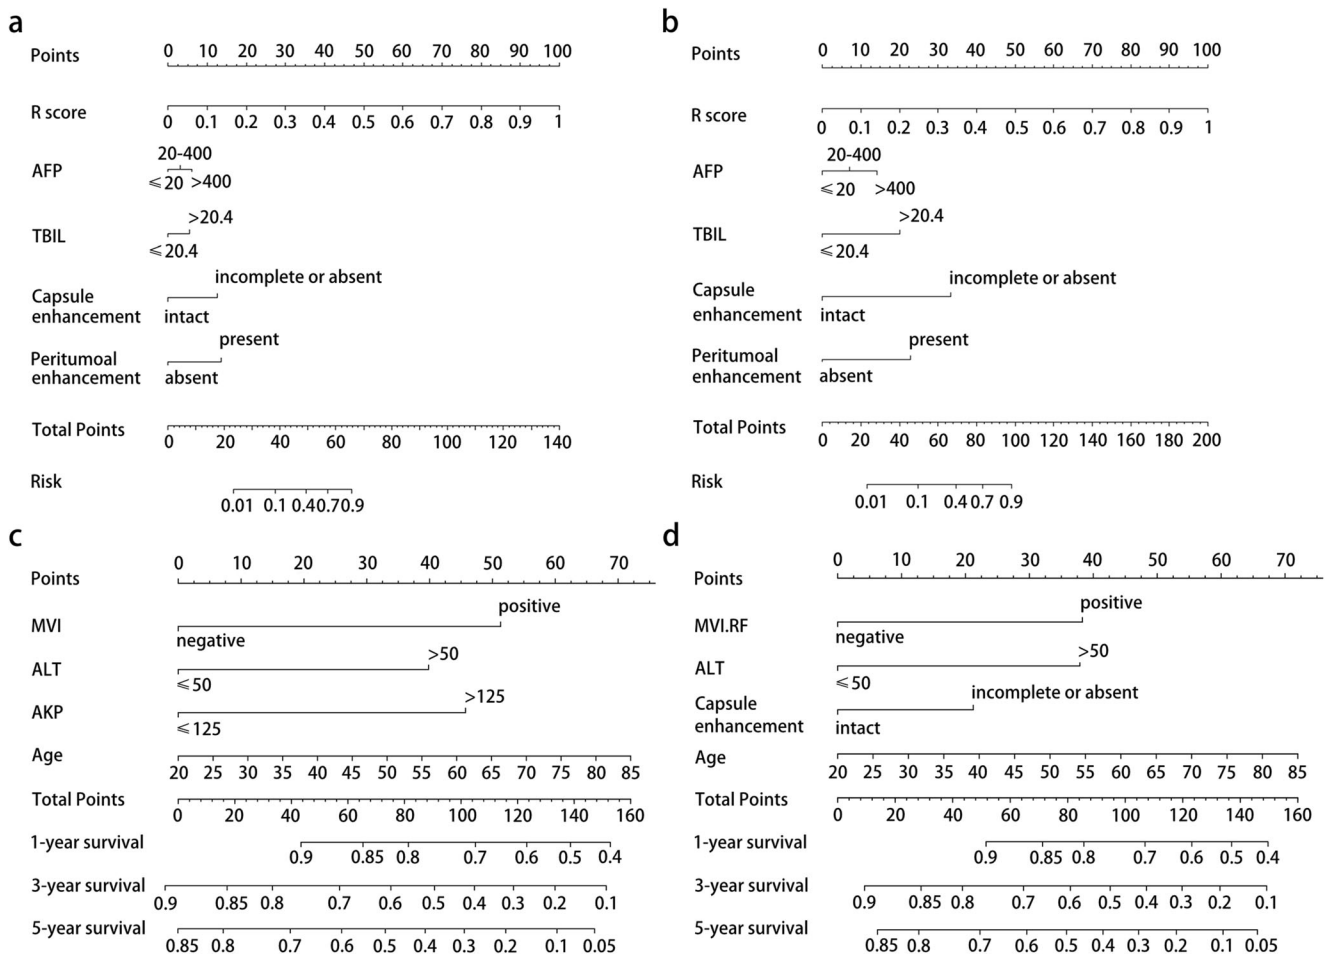 a
Points
0 10 20 30 40 50 60 70 80 90 100
R score
0 0.1 0.2 0.3 0.4 0.5 0.6 0.7 0.8 0.9 1
20-400
AFP
⩽20 >400
>20.4
TBIL
⩽20.4
incomplete or absent
Capsule
enhancement
intact
present
Peritumoal
enhancement
absent
Total Points
0 20 40 60 80 100 120 140
Risk
0.01 0.1 0.4 0.7 0.9
b
Points
0 10 20 30 40 50 60 70 80 90 100
R score
0 0.1 0.2 0.3 0.4 0.5 0.6 0.7 0.8 0.9 1
20-400
AFP
⩽20 >400
>20.4
TBIL
⩽20.4
incomplete or absent
Capsule
enhancement
intact
present
Peritumoal
enhancement
absent
Total Points
0 20 40 60 80 100 120 140 160 180 200
Risk
0.01 0.1 0.4 0.7 0.9
c
0 10 20 30 40 50 60 70
Points
positive
MVI
negative
>50
ALT
⩽50
>125
AKP
⩽125
Age
20 25 30 35 40 45 50 55 60 65 70 75 80 85
Total Points
0 20 40 60 80 100 120 140 160
1-year survival
0.9 0.85 0.8 0.7 0.6 0.5 0.4
3-year survival
0.9 0.85 0.8 0.7 0.6 0.5 0.4 0.3 0.2 0.1
5-year survival
0.85 0.8 0.7 0.6 0.5 0.4 0.3 0.2 0.1 0.05
d
0 10 20 30 40 50 60 70
Points
positive
MVI.RF
negative
>50
ALT
⩽50
incomplete or absent
Capsule
enhancement
intact
Age
20 25 30 35 40 45 50 55 60 65 70 75 80 85
Total Points
0 20 40 60 80 100 120 140 160
1-year survival
0.9 0.85 0.8 0.7 0.6 0.5 0.4
3-year survival
0.9 0.85 0.8 0.7 0.6 0.5 0.4 0.3 0.2 0.1
5-year survival
0.85 0.8 0.7 0.6 0.5 0.4 0.3 0.2 0.1 0.05